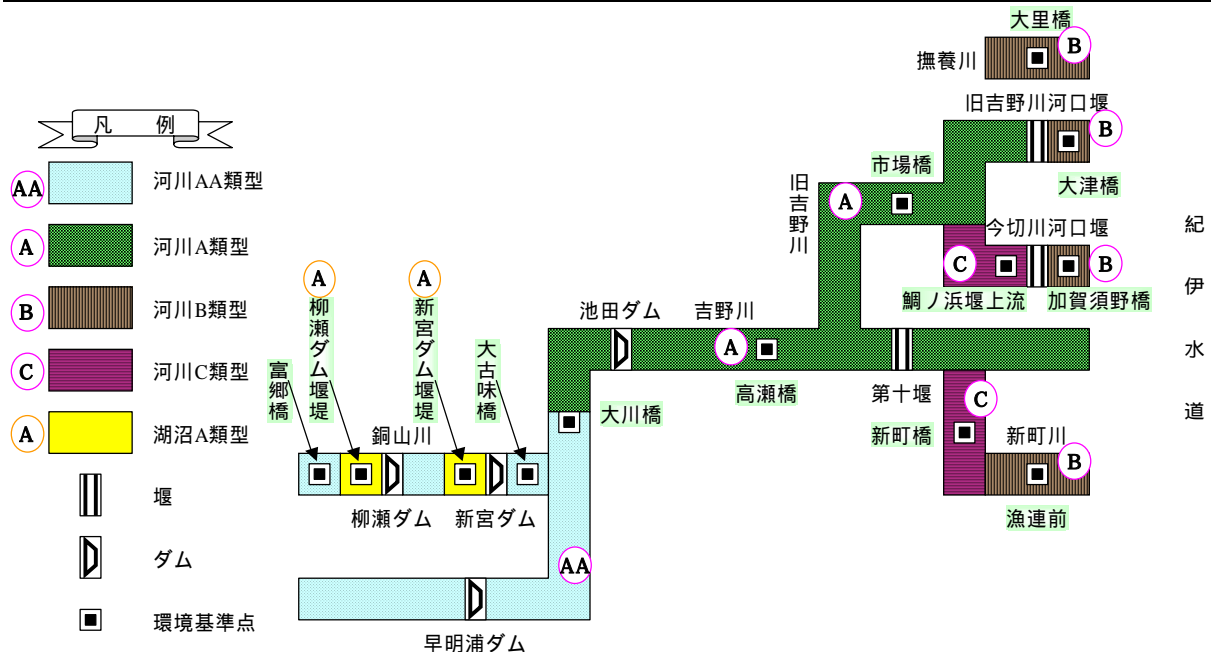 凡 例
AA
河川AA類型
A
河川A類型
B
河川B類型
C
河川C類型
A
湖沼A類型
堰
ダム
環境基準点
大里橋
B
撫養川
旧吉野川河口堰
B
大津橋
市場橋
A
旧吉野川
今切川河口堰
C
B
鯛ノ浜堰上流
加賀須野橋
紀伊水道
池田ダム
吉野川
A
高瀬橋
第十堰
C
新町橋
新町川
B
漁連前
A
柳瀬ダム堰堤
A
新宮ダム堰堤
富郷橋
大古味橋
大川橋
銅山川
柳瀬ダム
新宮ダム
AA
早明浦ダム